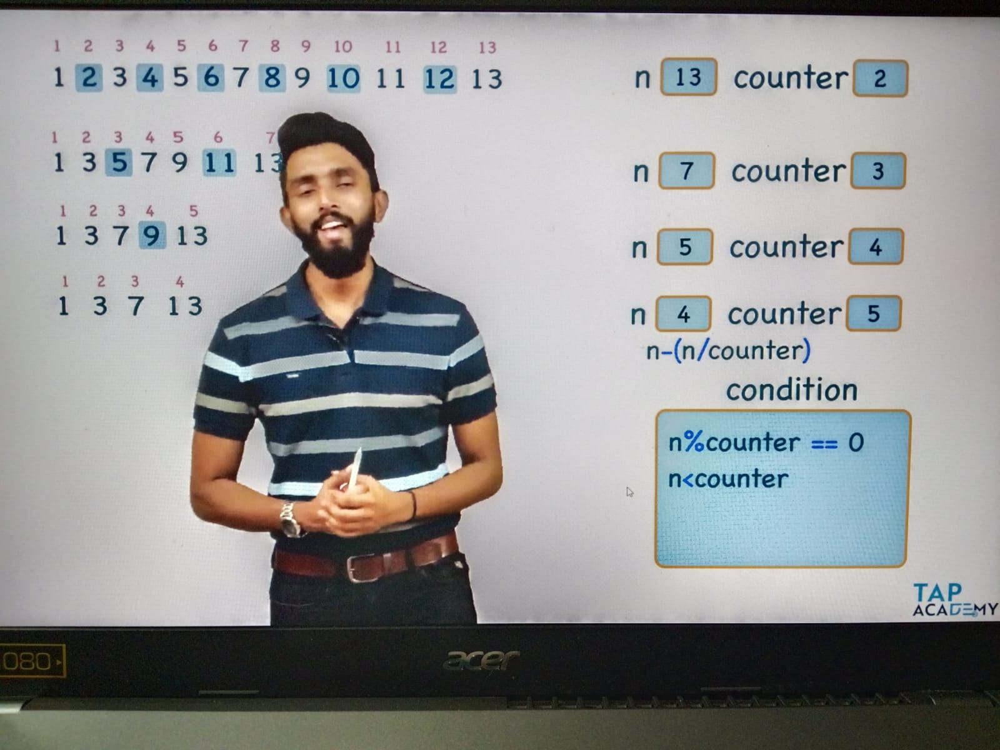 1 2 3 4 5 6 7 8 9 10 11 12 13
1 2 3 4 5 6 7 8 9 10 11 12 13
n 13 counter 2
1 2 3 4 5 6 7
1 3 5 7 9 11 13
n 7 counter 3
1 2 3 4 5
1 3 7 9 13
n 5 counter 4
1 2 3 4
1 3 7 13
n 4 counter 5
n-(n/counter)
condition
n%counter == 0
n<counter
TAP
ACADEMY
080
acer